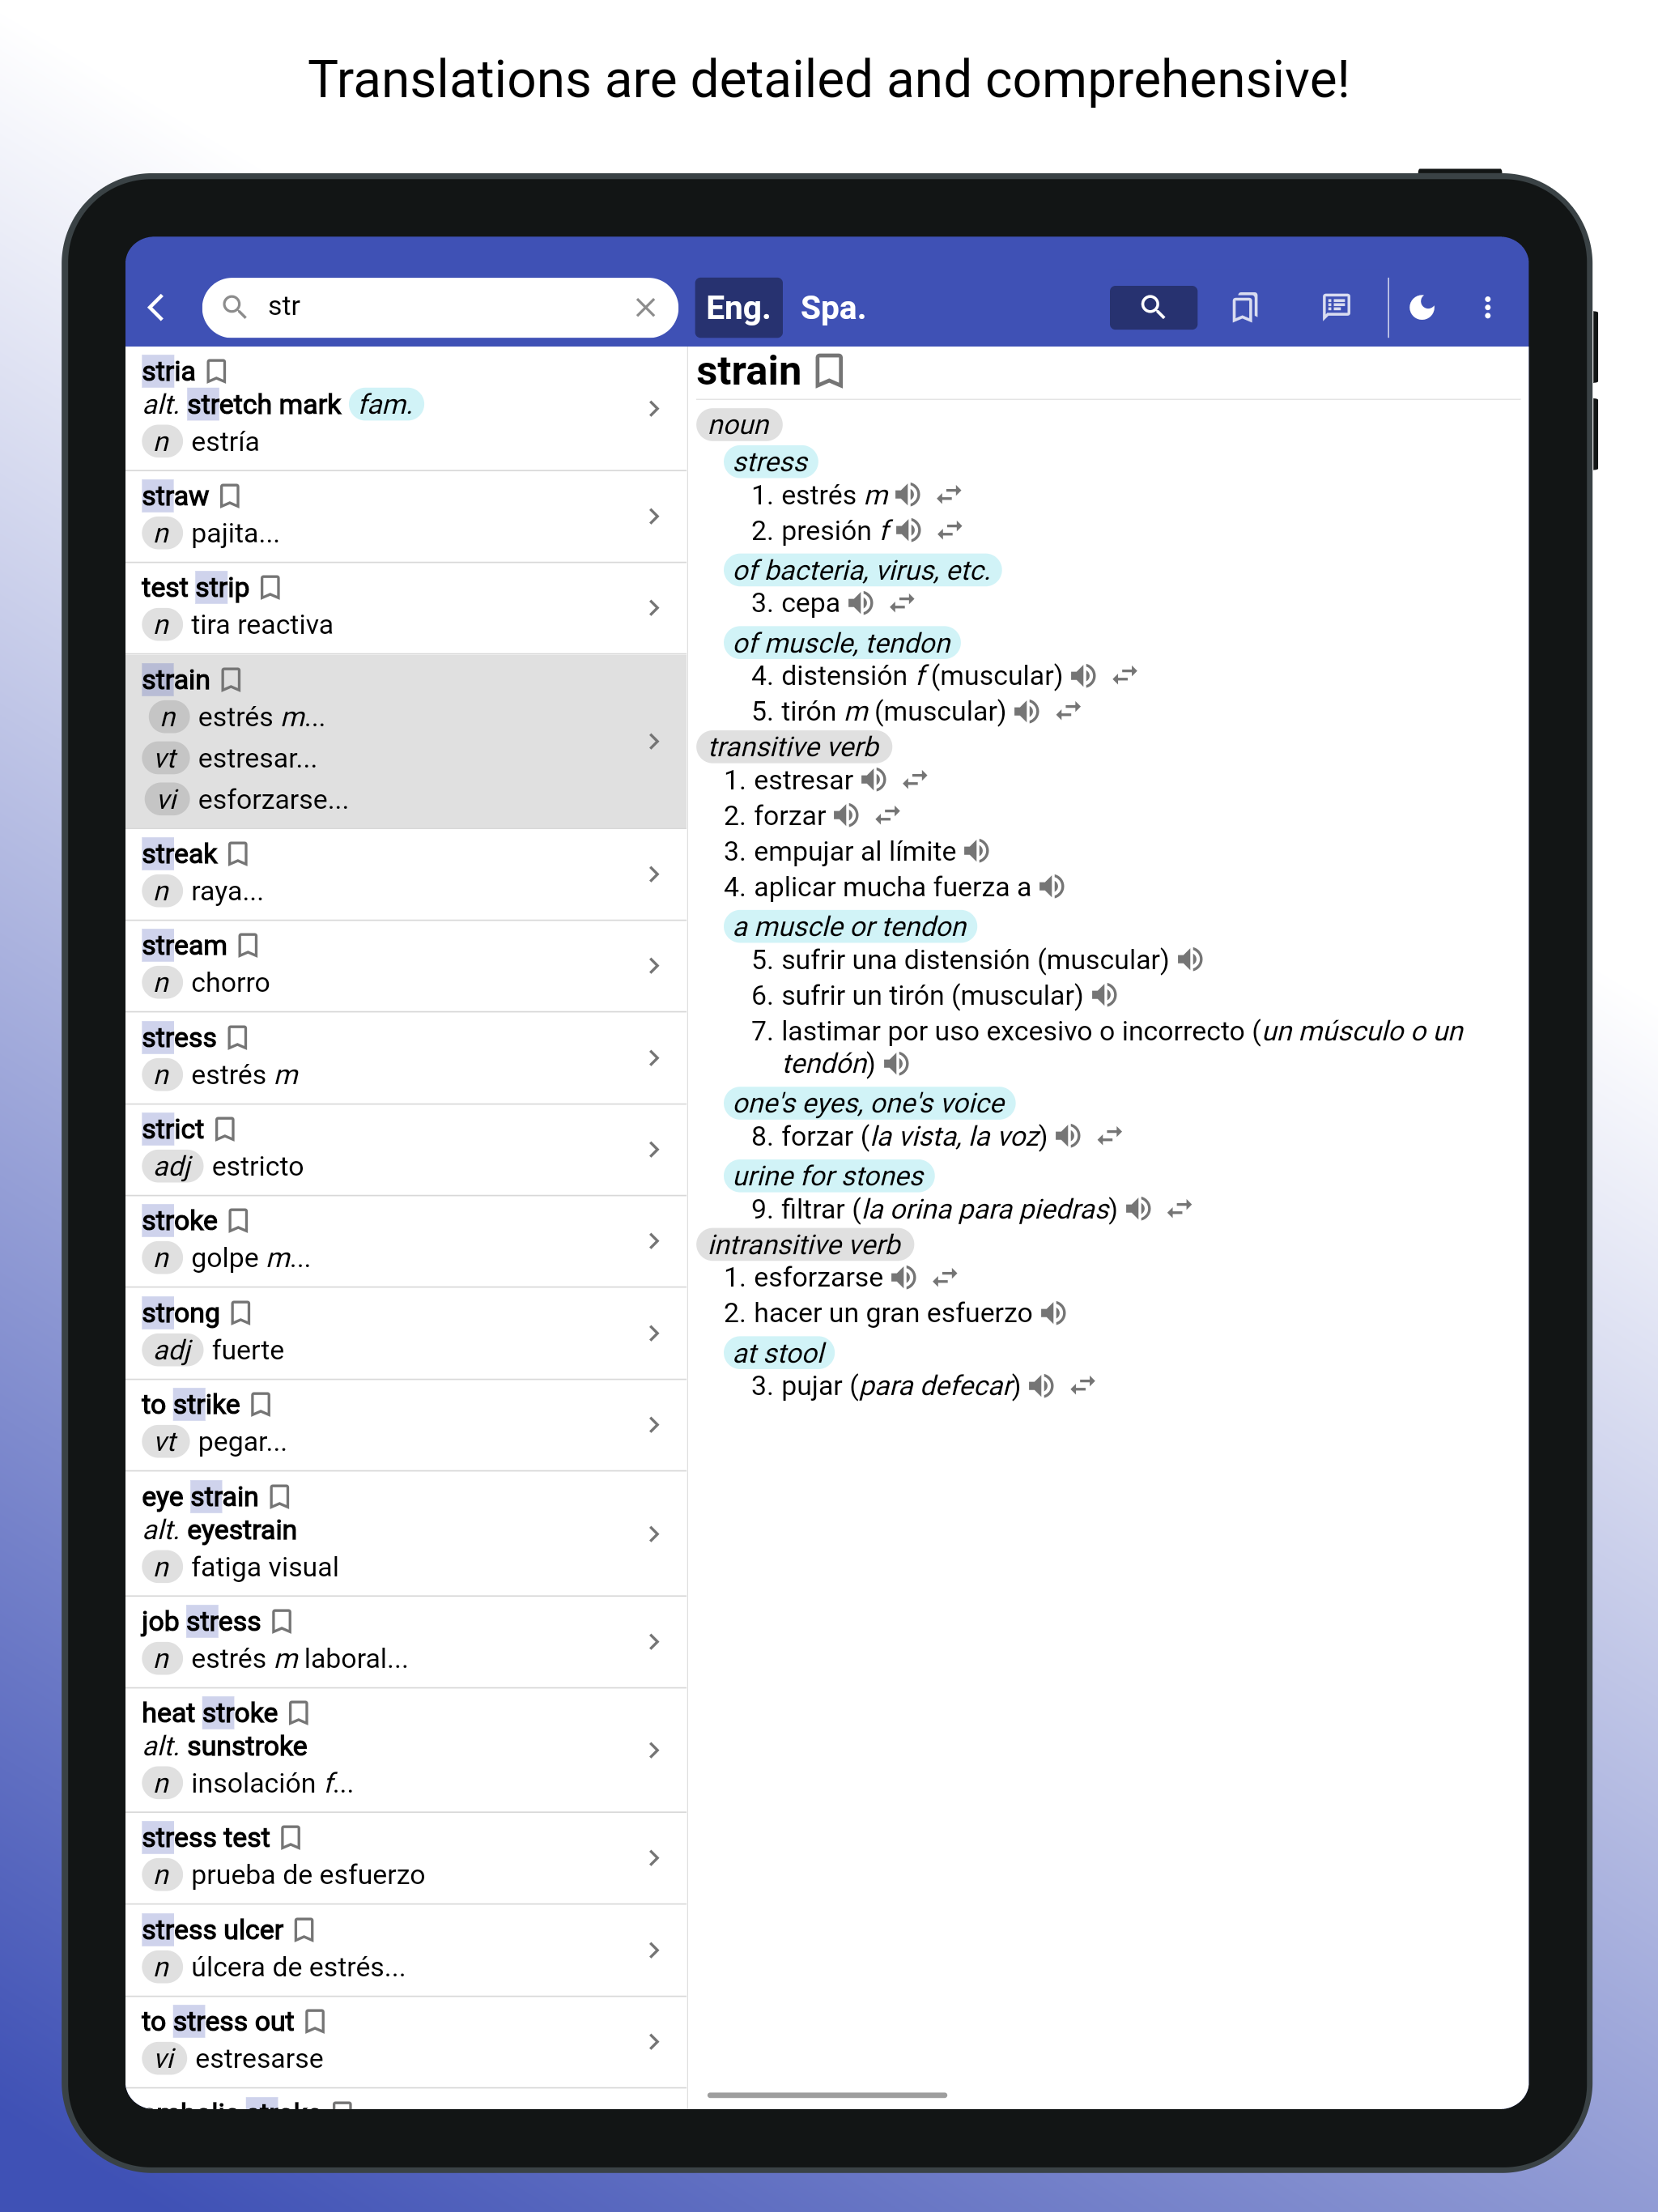 Translations are detailed and comprehensive!
str
Eng. Spa.
stria
alt. stretch mark fam.
n estría
straw
n pajita...
test strip
n tira reactiva
strain
n estrés m...
vt estresar...
vi esforzarse...
streak
n raya...
stream
n chorro
stress
n estrés m
strict
adj estricto
stroke
n golpe m...
strong
adj fuerte
to strike
vt pegar...
eye strain
alt. eyestrain
n fatiga visual
job stress
n estrés m laboral...
heat stroke
alt. sunstroke
n insolación f...
stress test
n prueba de esfuerzo
stress ulcer
n úlcera de estrés...
to stress out
vi estresarse
strain
noun
stress
1. estrés m
2. presión f
of bacteria, virus, etc.
3. cepa
of muscle, tendon
4. distensión f (muscular)
5. tirón m (muscular)
transitive verb
1. estresar
2. forzar
3. empujar al límite
4. aplicar mucha fuerza a
a muscle or tendon
5. sufrir una distensión (muscular)
6. sufrir un tirón (muscular)
7. lastimar por uso excesivo o incorrecto (un músculo o un
tendón)
one's eyes, one's voice
8. forzar (la vista, la voz)
urine for stones
9. filtrar (la orina para piedras)
intransitive verb
1. esforzarse
2. hacer un gran esfuerzo
at stool
3. pujar (para defecar)